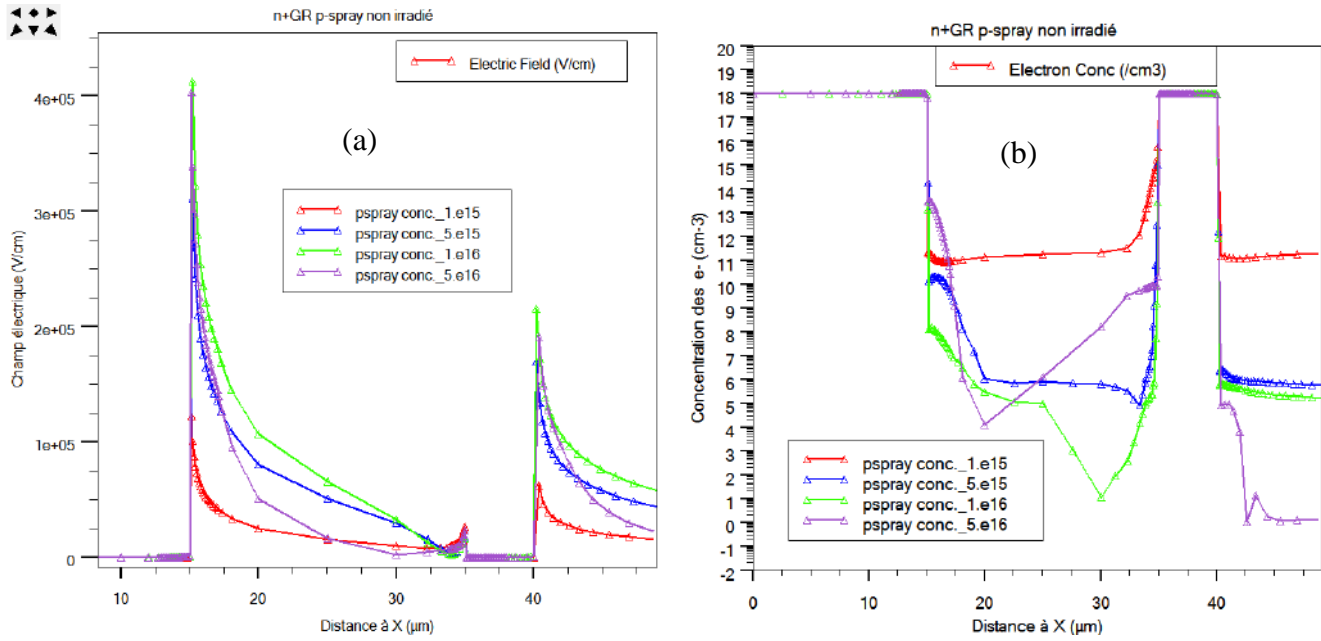 n+GR p-spray non irradié
Electric Field (V/cm)
(a)
pspray conc._1.e15
pspray conc._5.e15
pspray conc._1.e16
pspray conc._5.e16
Champ électrique (V/cm)
4e+05
3e+05
2e+05
1e+05
0
10 20 30 40
Distance à X (µm)
n+GR p-spray non irradié
Electron Conc (/cm3)
(b)
Concentration des e- (cm-3)
20
19
18
17
16
15
14
13
12
11
10
9
8
7
6
5
4
3
2
1
0
-1
-2
pspray conc._1.e15
pspray conc._5.e15
pspray conc._1.e16
pspray conc._5.e16
0 10 20 30 40
Distance à X (µm)